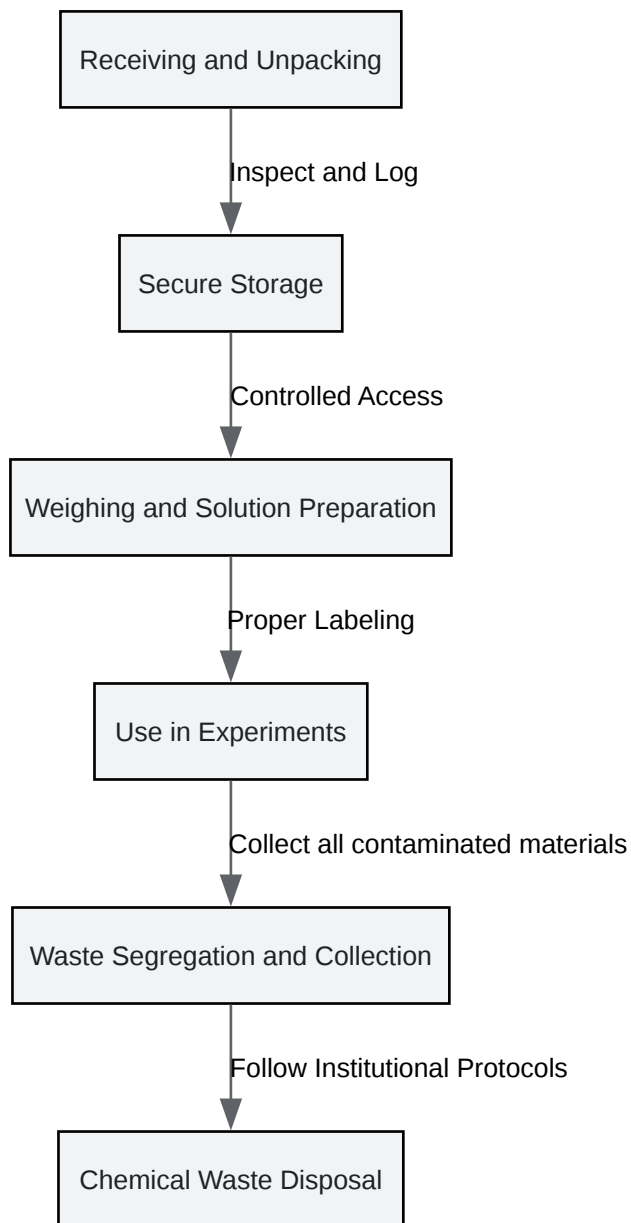 Receiving and Unpacking
Inspect and Log
Secure Storage
Controlled Access
Weighing and Solution Preparation
Proper Labeling
Use in Experiments
Collect all contaminated materials
Waste Segregation and Collection
Follow Institutional Protocols
Chemical Waste Disposal